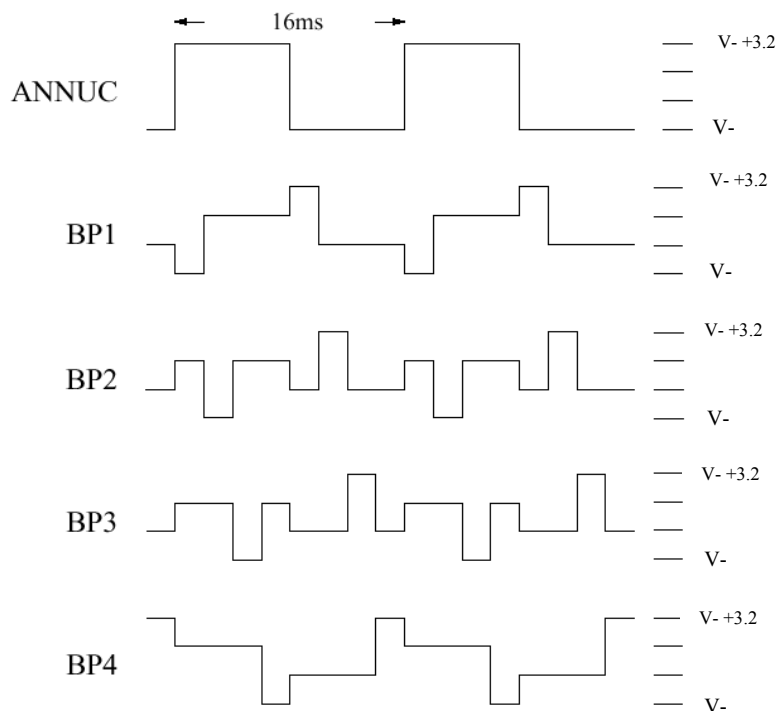 16ms
V- +3.2
ANNUC
V-
V- +3.2
BP1
V-
V- +3.2
BP2
V-
V- +3.2
BP3
V-
V- +3.2
BP4
V-